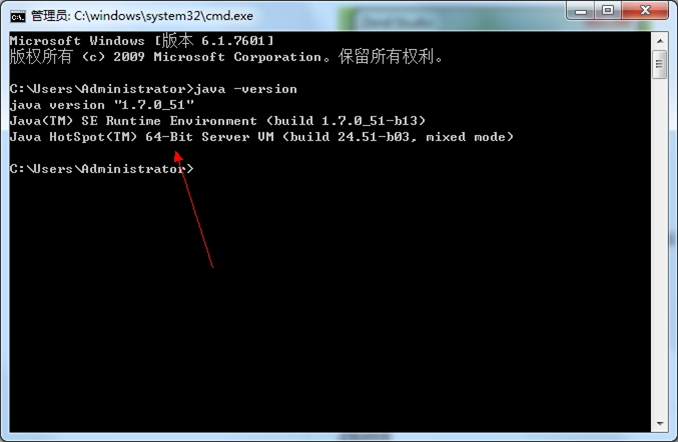 管理员: C:\windows\system32\cmd.exe
Microsoft Windows [版本 6.1.7601]
版权所有 (c) 2009 Microsoft Corporation。保留所有权利。
C:\Users\Administrator>java -version
java version "1.7.0_51"
Java(TM) SE Runtime Environment (build 1.7.0_51-b13)
Java HotSpot(TM) 64-Bit Server VM (build 24.51-b03, mixed mode)
C:\Users\Administrator>